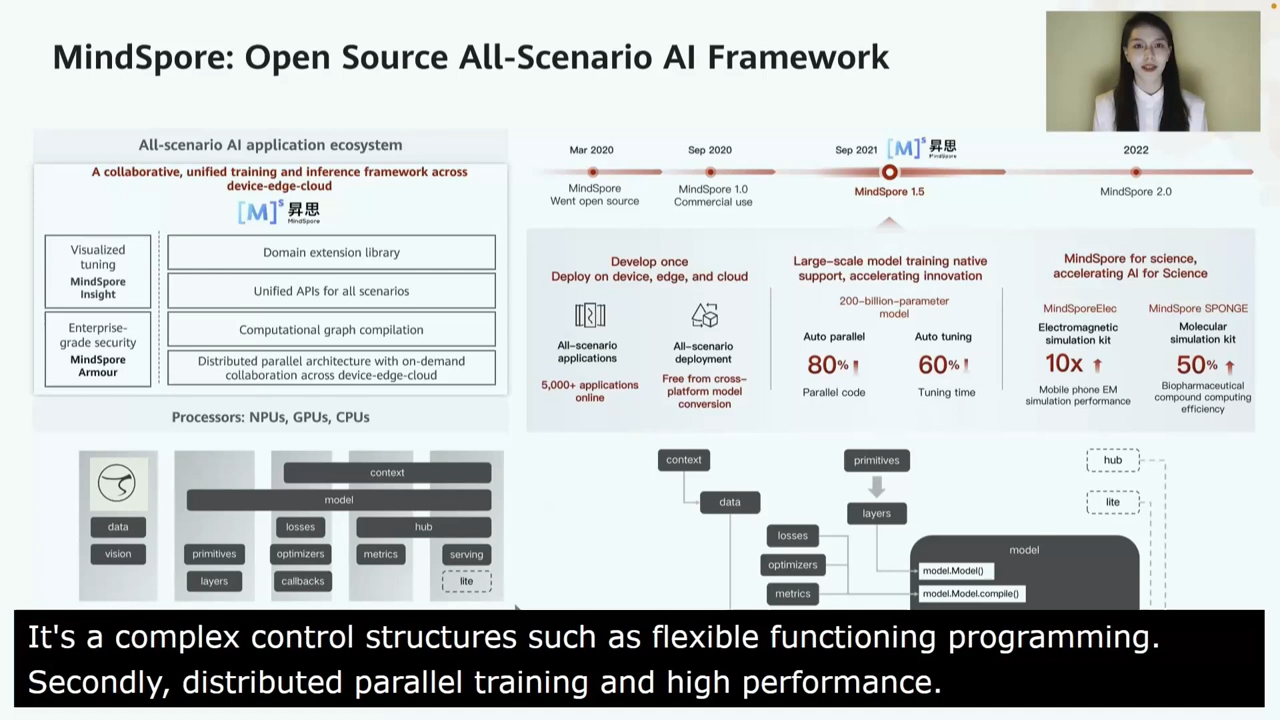 MindSpore: Open Source All-Scenario AI Framework
All-scenario AI application ecosystem
A collaborative, unified training and inference framework across
device-edge-cloud
[M]s 昇思
MindSpore
Visualized
tuning
MindSpore
Insight
Enterprise-
grade security
MindSpore
Armour
Domain extension library
Unified APIs for all scenarios
Computational graph compilation
Distributed parallel architecture with on-demand
collaboration across device-edge-cloud
Processors: NPUs, GPUs, CPUs
Mar 2020
MindSpore
Went open source
Sep 2020
MindSpore 1.0
Commercial use
Sep 2021
[M]s 昇思
MindSpore
MindSpore 1.5
2022
MindSpore 2.0
Develop once
Deploy on device, edge, and cloud
All-scenario
applications
5,000+ applications
online
All-scenario
deployment
Free from cross-
platform model
conversion
Large-scale model training native
support, accelerating innovation
200-billion-parameter
model
Auto parallel
80%
Parallel code
Auto tuning
60%
Tuning time
MindSpore for science,
accelerating AI for Science
MindSporeElec
Electromagnetic
simulation kit
10x
Mobile phone EM
simulation performance
MindSpore SPONGE
Molecular
simulation kit
50%
Biopharmaceutical
compound computing
efficiency
context
model
data
losses
hub
vision
primitives
optimizers
metrics
serving
layers
callbacks
lite
context
data
primitives
layers
losses
optimizers
metrics
hub
lite
model
model.Model()
model.Model.compile()
It's a complex control structures such as flexible functioning programming.
Secondly, distributed parallel training and high performance.